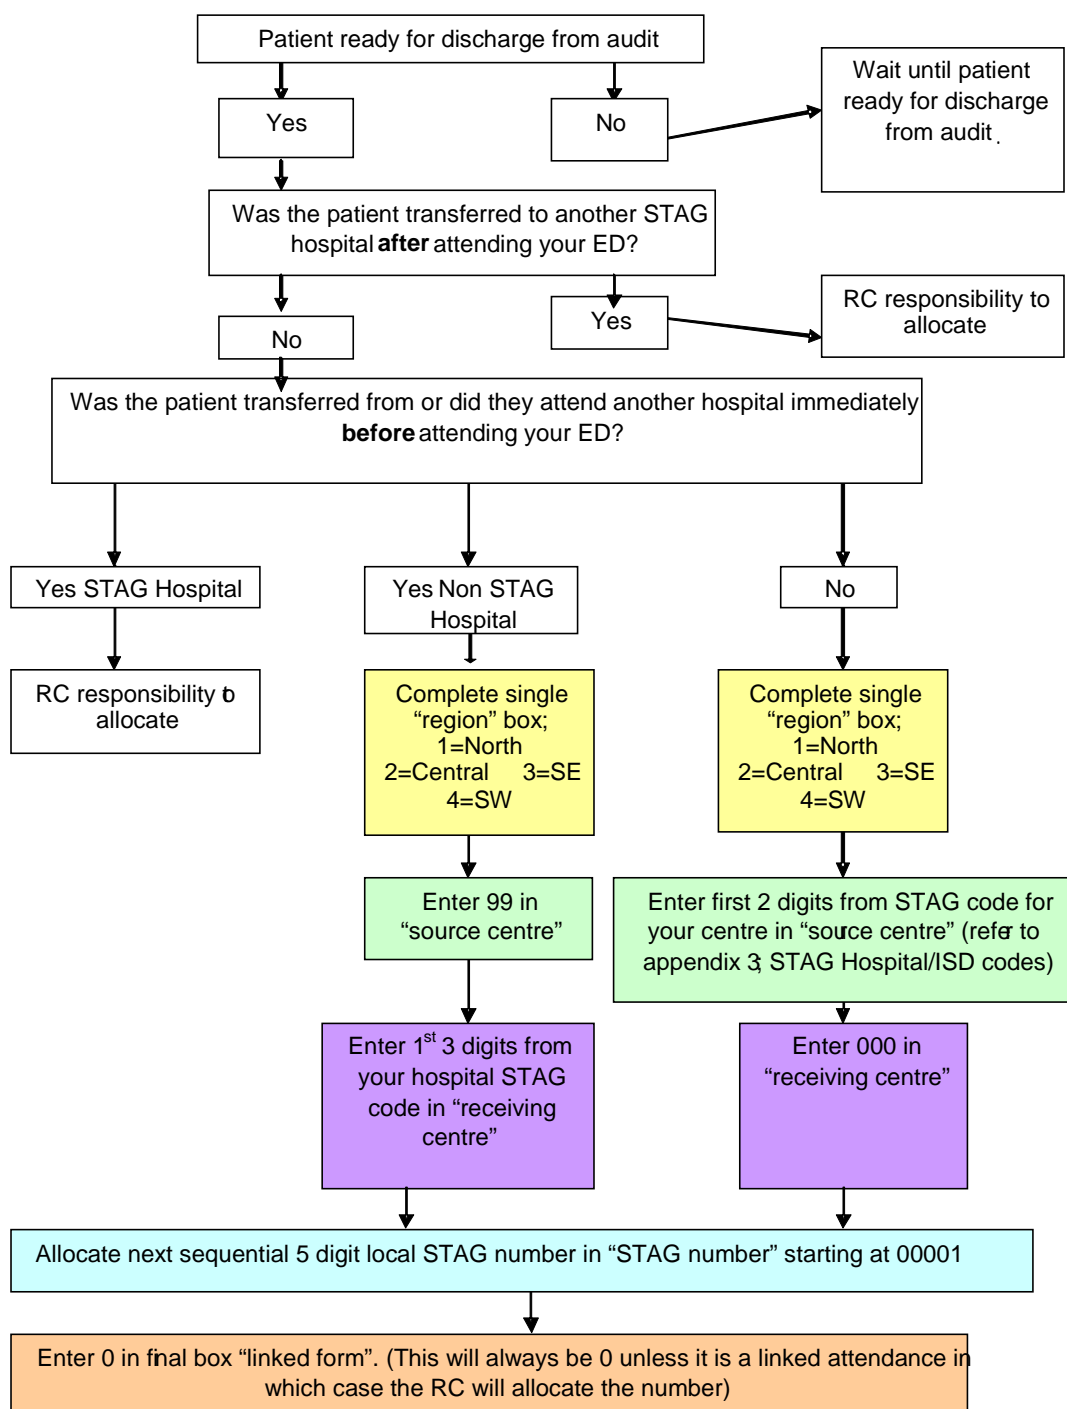 Patient ready for discharge from audit
Yes
No
Wait until patient
ready for discharge
from audit.
Was the patient transferred to another STAG
hospital after attending your ED?
No
Yes
RC responsibility to
allocate
Was the patient transferred from or did they attend another hospital immediately
before attending your ED?
Yes STAG Hospital
Yes Non STAG
Hospital
No
RC responsibility to
allocate
Complete single
“region” box;
1=North
2=Central 3=SE
4=SW
Complete single
“region” box;
1=North
2=Central 3=SE
4=SW
Enter 99 in
“source centre”
Enter first 2 digits from STAG code for
your centre in “source centre” (refer to
appendix 3; STAG Hospital/ISD codes)
Enter 1st 3 digits from
your hospital STAG
code in “receiving
centre”
Enter 000 in
“receiving centre”
Allocate next sequential 5 digit local STAG number in “STAG number” starting at 00001
Enter 0 in final box “linked form”. (This will always be 0 unless it is a linked attendance in
which case the RC will allocate the number)